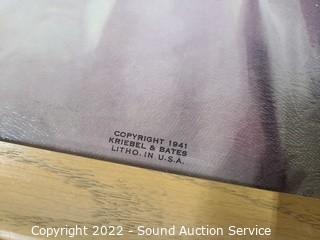 COPYRIGHT 1941
KRIEBEL & BATES
LITHO. IN U.S.A.
Copyright 2022 - Sound Auction Service